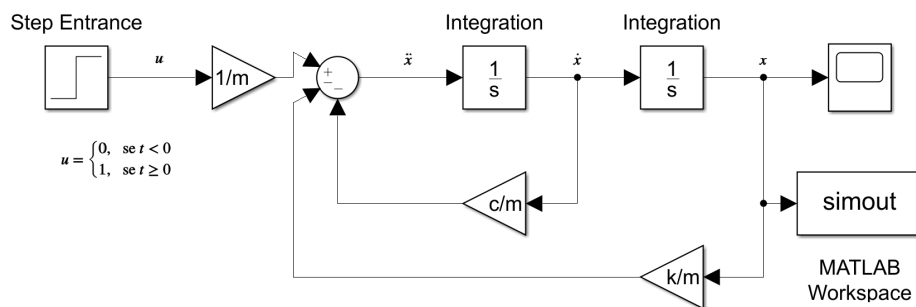 Step Entrance
Integration
Integration
u
1/m
+
−
−
ẍ
1
s
ẋ
1
s
x
u = { 0, se t < 0
1, se t ≥ 0
c/m
simout
k/m
MATLAB
Workspace